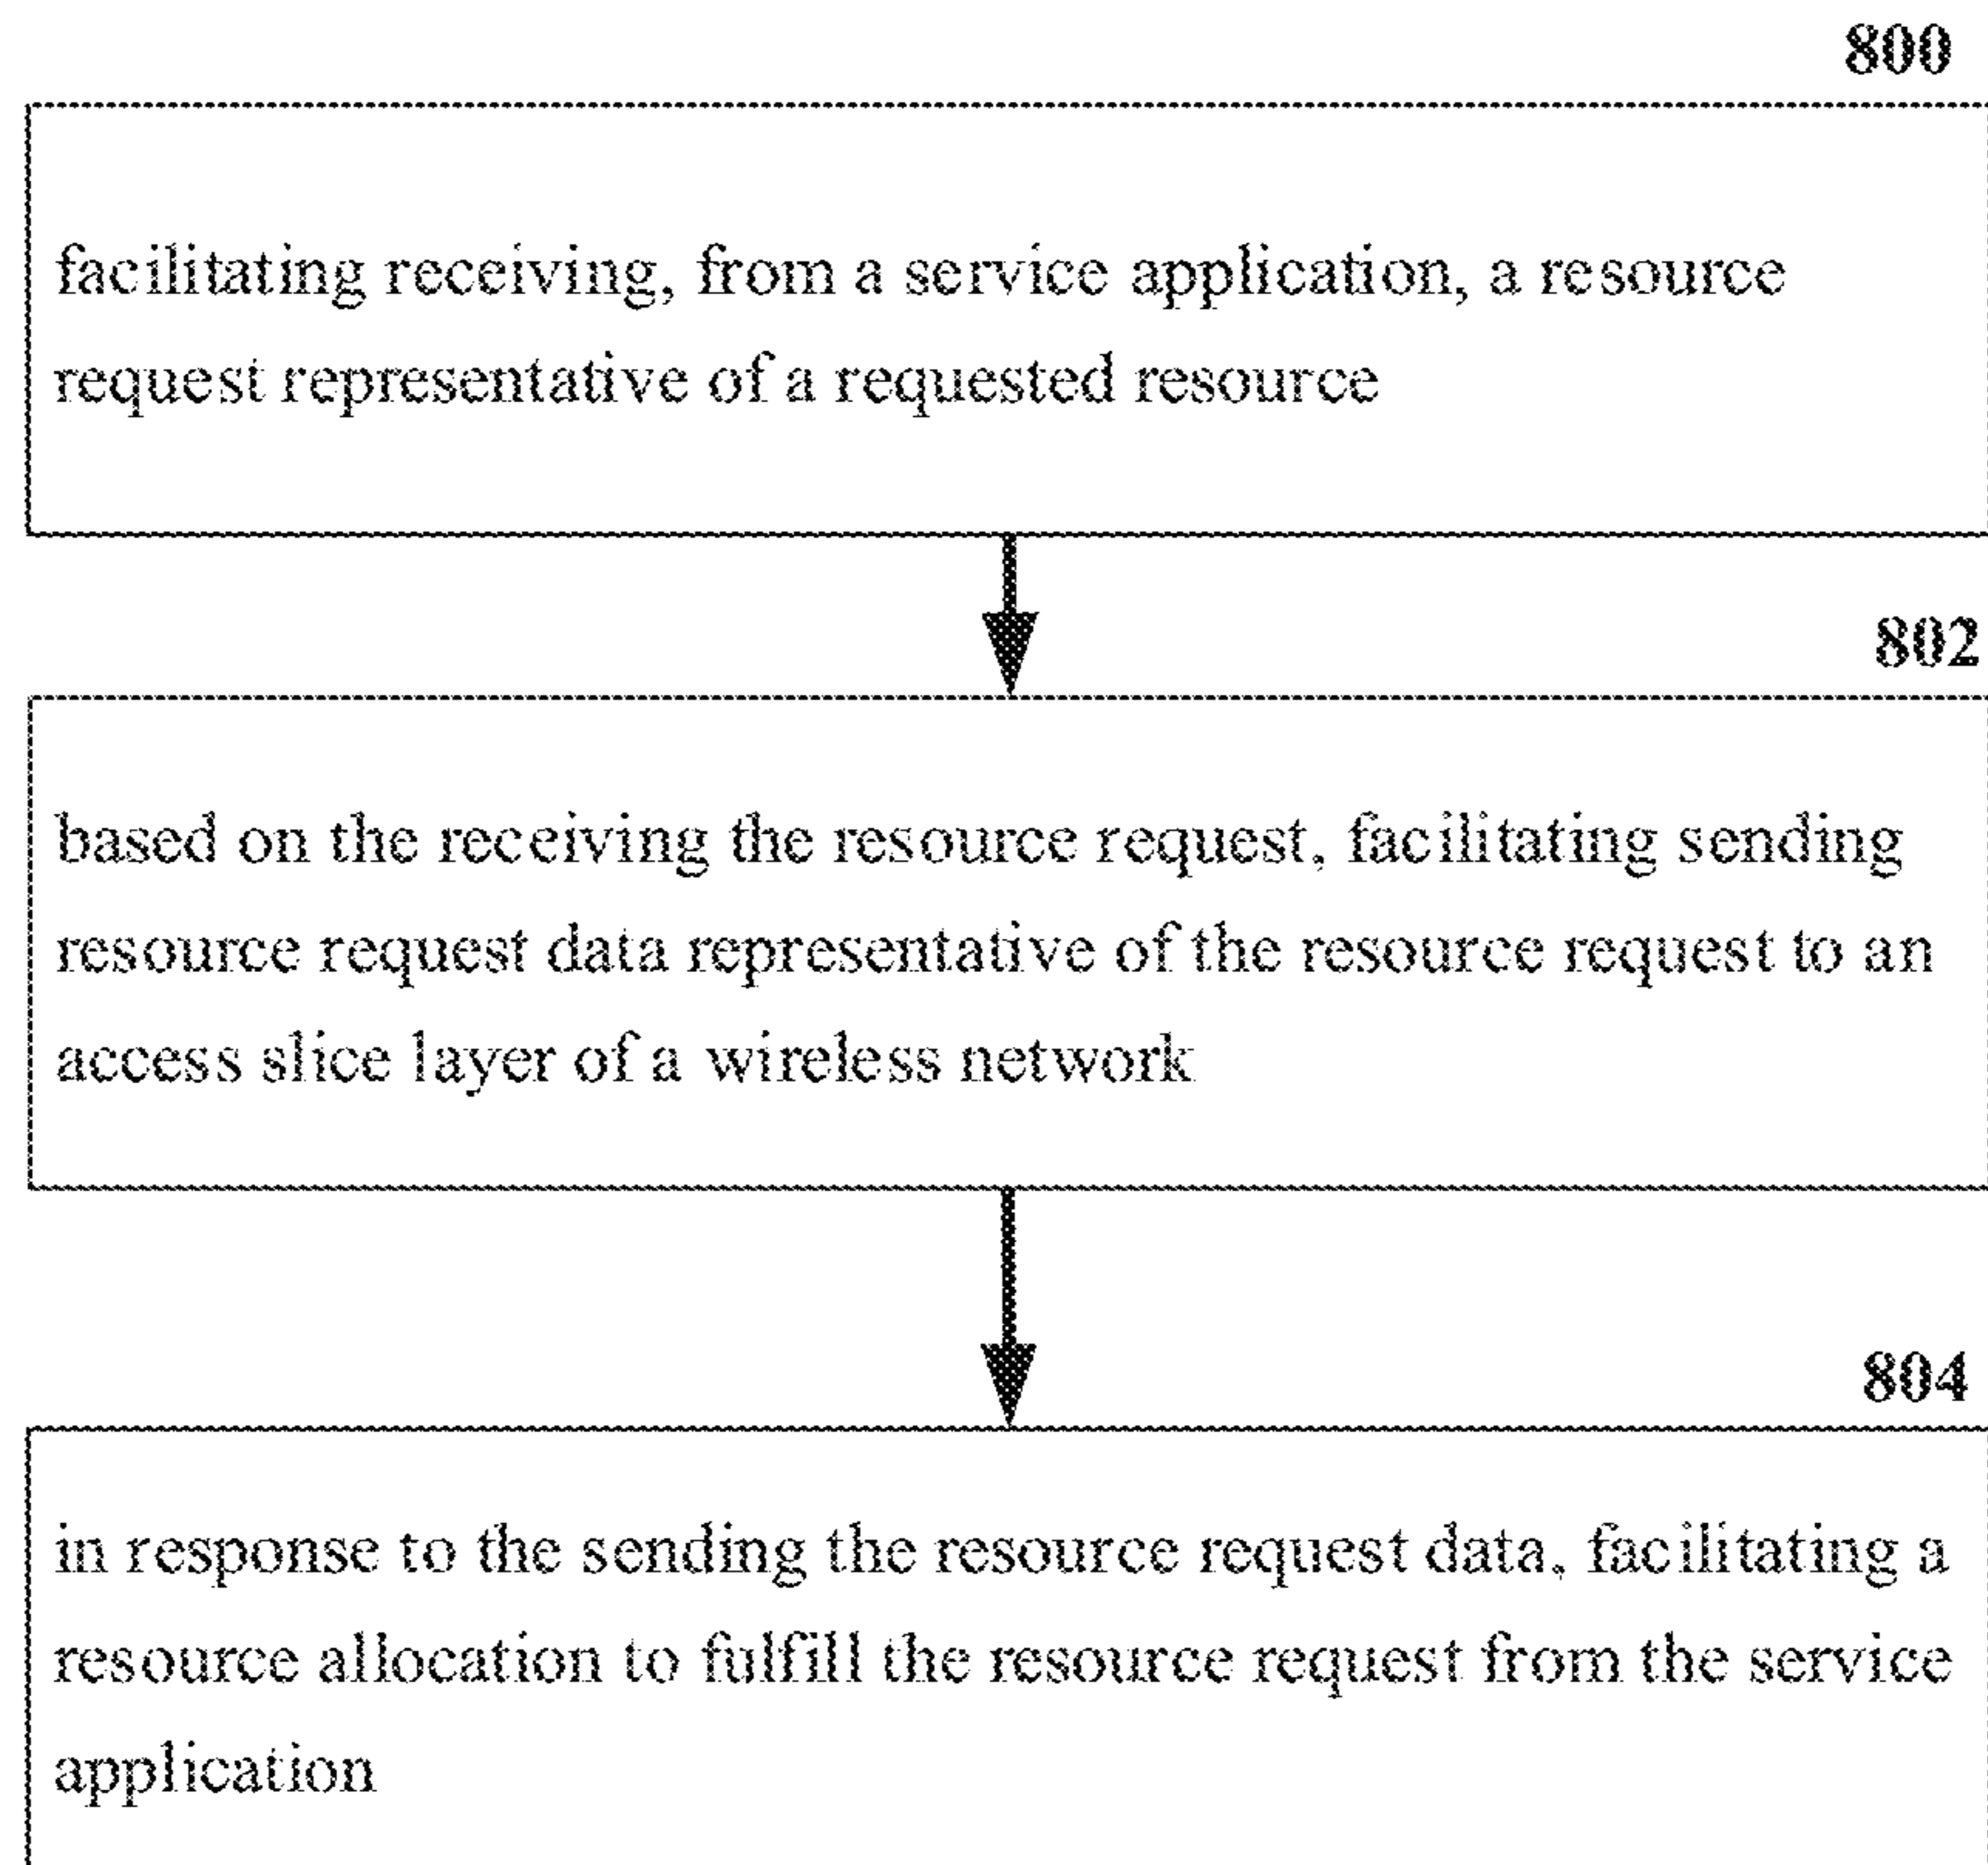 800
facilitating receiving, from a service application, a resource
request representative of a requested resource
802
based on the receiving the resource request, facilitating sending
resource request data representative of the resource request to an
access slice layer of a wireless network
804
in response to the sending the resource request data, facilitating a
resource allocation to fulfill the resource request from the service
application